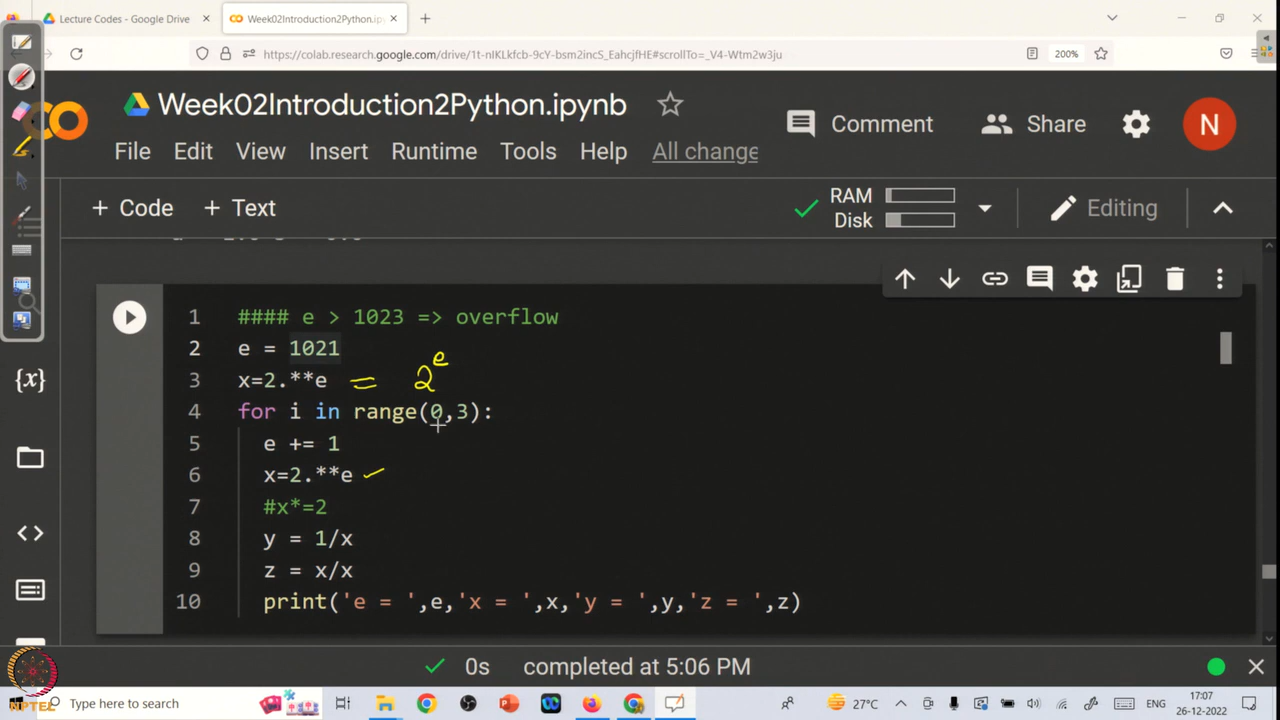 Lecture Codes - Google Drive
Week02Introduction2Python.ipynb
https://colab.research.google.com/drive/1t-nIKLkfcb-9cY-bsm2incS_EahcjfHE#scrollTo=_V4-Wtm2w3ju
200%
Week02Introduction2Python.ipynb
Comment
Share
N
File Edit View Insert Runtime Tools Help All change
+ Code + Text
RAM
Disk
Editing
1 #### e > 1023 => overflow
2 e = 1021
3 x=2.**e = 2^e
4 for i in range(0,3):
5 e += 1
6 x=2.**e
7 #x*=2
8 y = 1/x
9 z = x/x
10 print('e = ',e,'x = ',x,'y = ',y,'z = ',z)
{x}
0s completed at 5:06 PM
NPTEL
Type here to search
27°C
ENG
17:07
26-12-2022